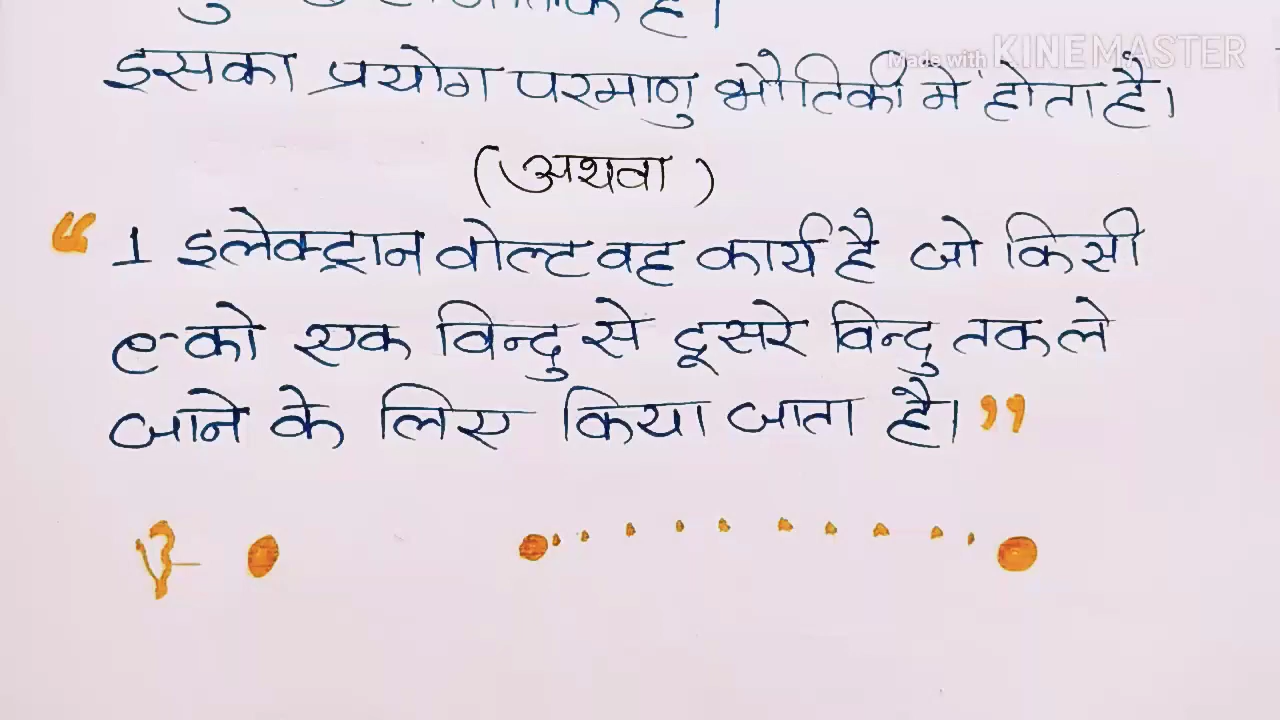 है।
Made with KINEMASTER
इसका प्रयोग परमाणु भौतिकी में होता है।
(अथवा)
“ 1 इलेक्ट्रान वोल्ट वह कार्य है जो किसी
e- को एक विन्दु से दूसरे विन्दु तक ले
जाने के लिए किया जाता है। ”